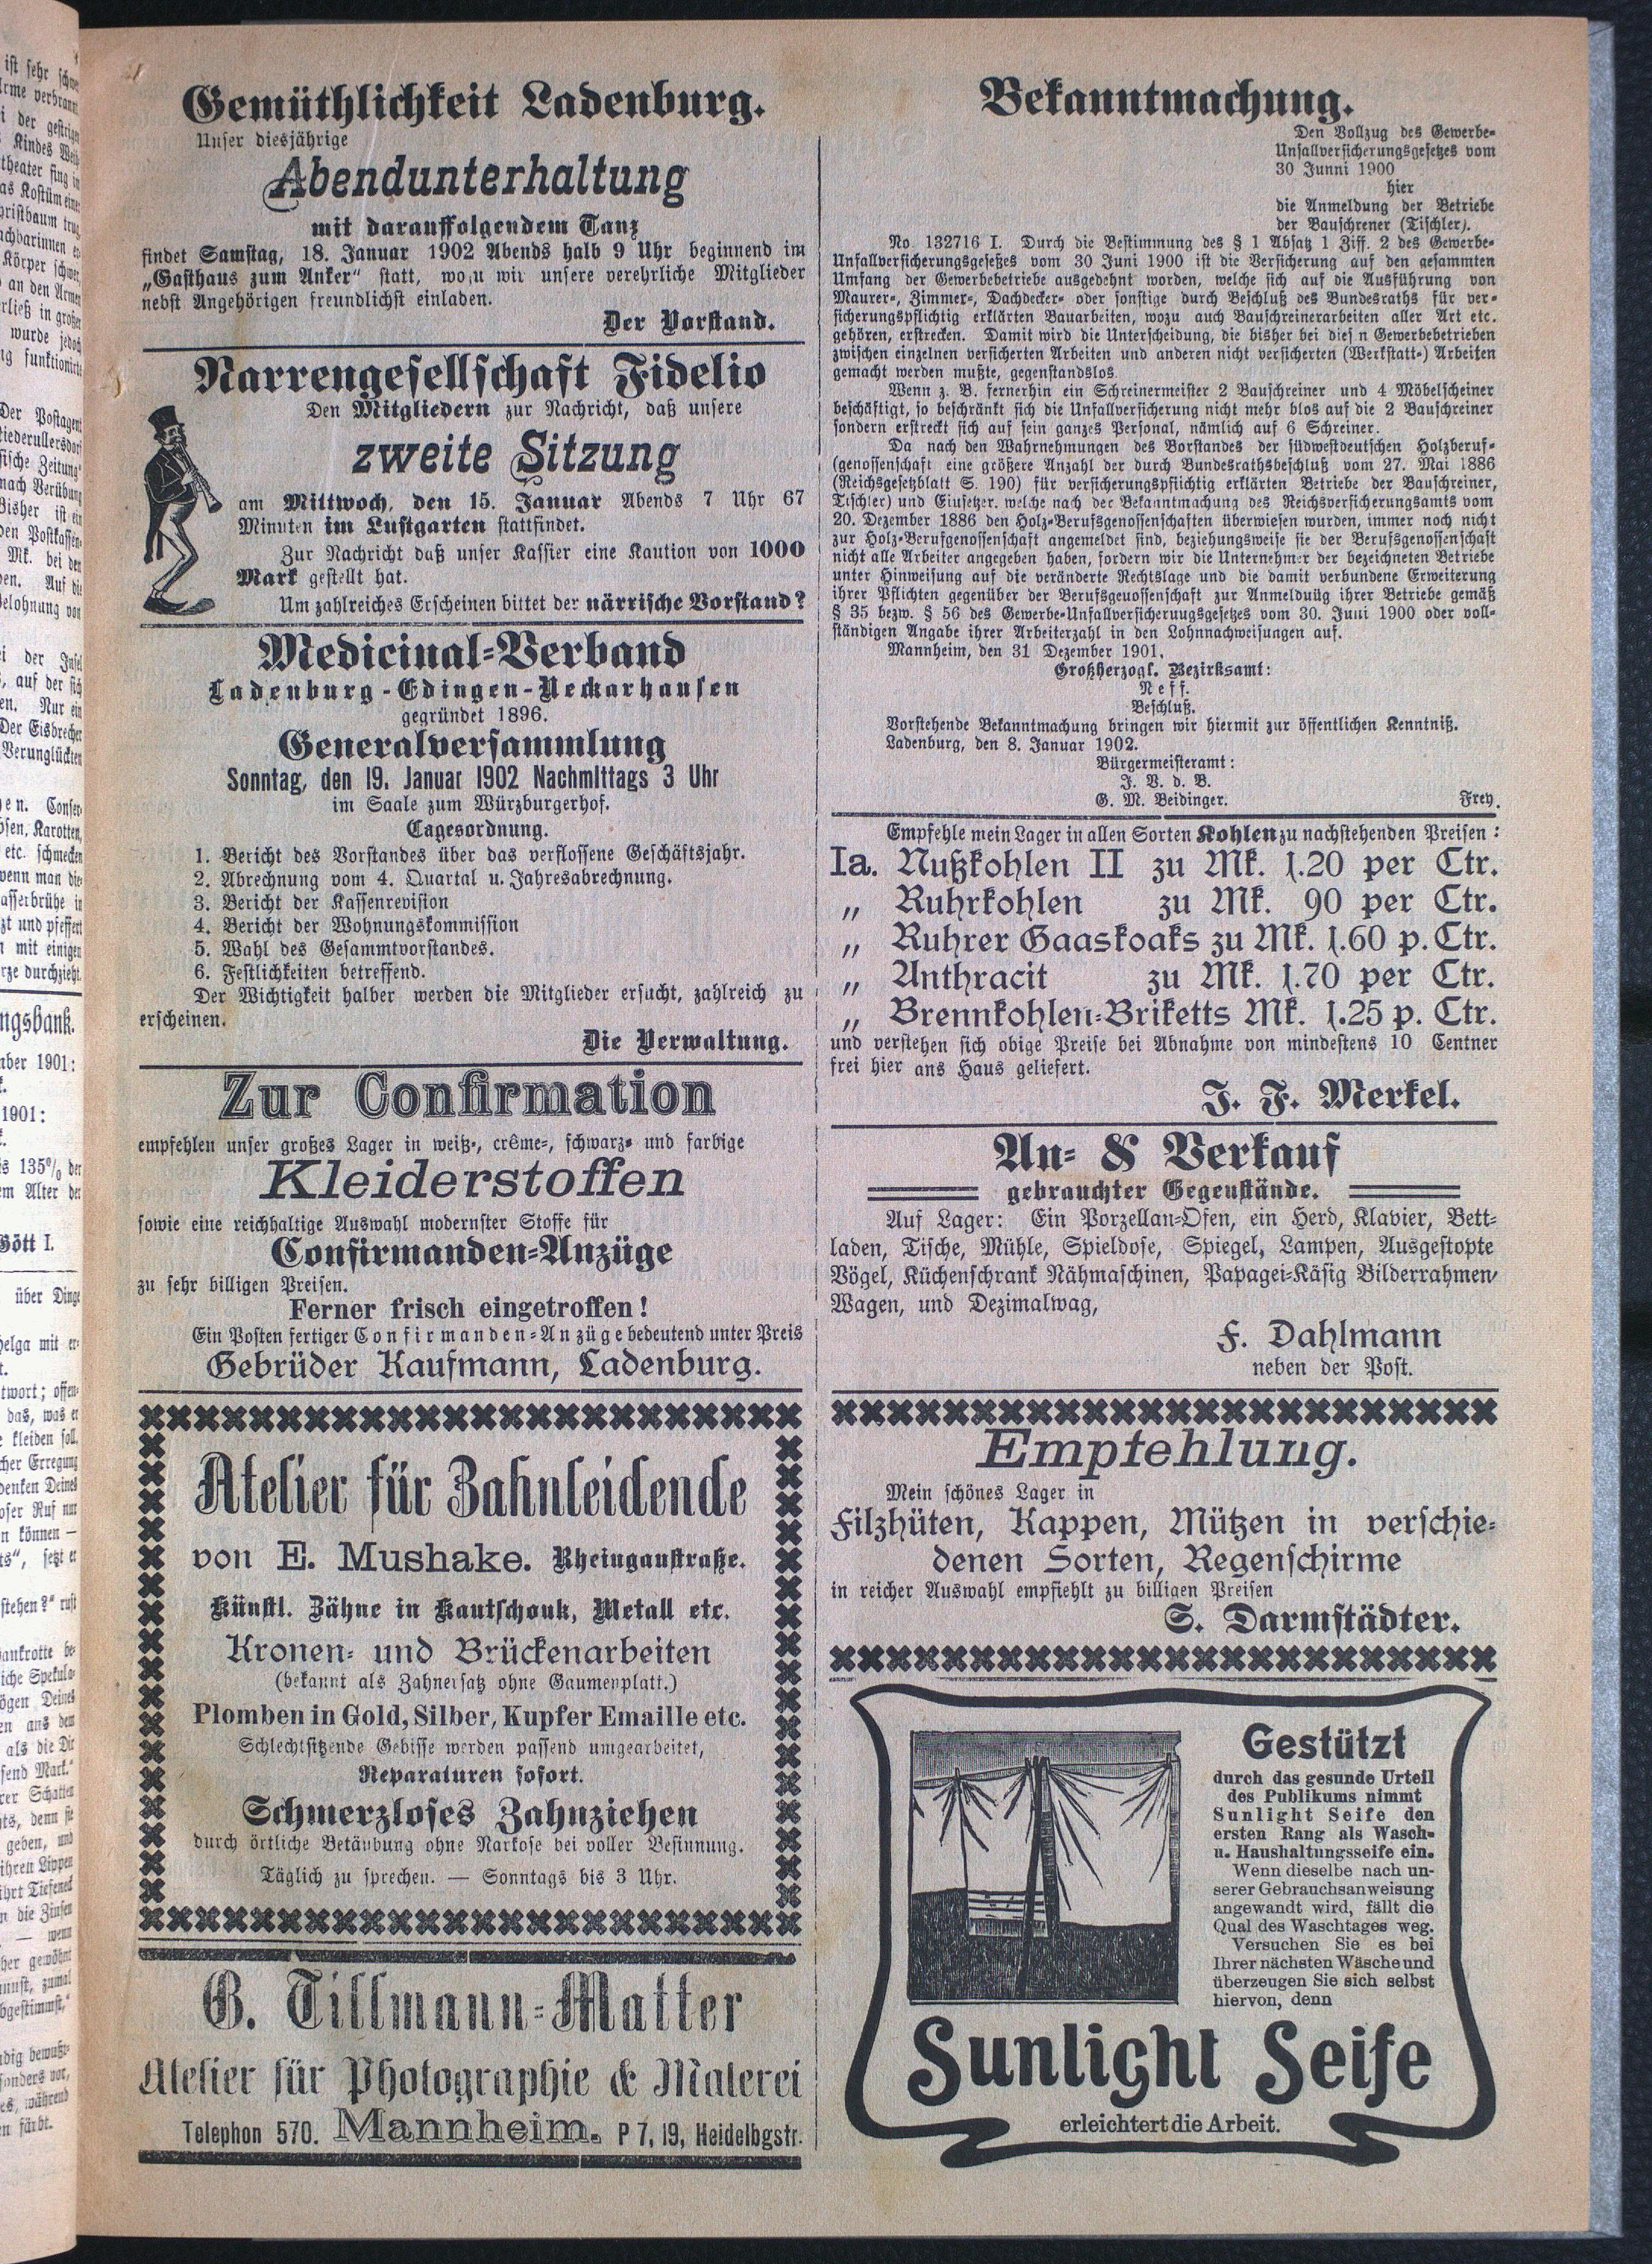 Gemüthlichkeit Ladenburg.
Unser diesjährige
Abendunterhaltung
mit darauffolgendem Tanz
findet Samstag, 18. Januar 1902 Abends halb 9 Uhr beginnend im
„Gasthaus zum Anker“ statt, wozu wir unsere verehrliche Mitglieder
nebst Angehörigen freundlichst einladen.
Der Vorstand.
Narrengesellschaft Fidelio
Den Mitgliedern zur Nachricht, daß unsere
zweite Sitzung
am Mittwoch, den 15. Januar Abends 7 Uhr 67
Minuten im Lustgarten stattfindet.
Zur Nachricht daß unser Kassier eine Kaution von 1000
Mark gestellt hat.
Um zahlreiches Erscheinen bittet der närrische Vorstand?
Medicinal-Verband
Ladenburg-Edingen-Neckarhausen
gegründet 1896.
Generalversammlung
Sonntag, den 19. Januar 1902 Nachmittags 3 Uhr
im Saale zum Würzburgerhof.
Tagesordnung.
1. Bericht des Vorstandes über das verflossene Geschäftsjahr.
2. Abrechnung vom 4. Quartal u. Jahresabrechnung.
3. Bericht der Kassenrevision
4. Bericht der Wohnungskommission
5. Wahl des Gesammtvorstandes.
6. Festlichkeiten betreffend.
Der Wichtigkeit halber werden die Mitglieder ersucht, zahlreich zu
erscheinen.
Die Verwaltung.
Zur Confirmation
empfehlen unser großes Lager in weiß-, crême-, schwarz- und farbige
Kleiderstoffen
sowie eine reichhaltige Auswahl modernster Stoffe für
Confirmanden-Anzüge
zu sehr billigen Preisen.
Ferner frisch eingetroffen!
Ein Posten fertiger Confirmanden-Anzüge bedeutend unter Preis
Gebrüder Kaufmann, Ladenburg.
Atelier für Zahnleidende
von E. Mushake. Rheingaustraße.
Künstl. Zähne in Kautschouk, Metall etc.
Kronen- und Brückenarbeiten
(bekannt als Zahnersatz ohne Gaumenplatt.)
Plomben in Gold, Silber, Kupfer Emaille etc.
Schlechtsitzende Gebisse werden passend umgearbeitet,
Reparaturen sofort.
Schmerzloses Zahnziehen
durch örtliche Betäubung ohne Narkose bei voller Besinnung.
Täglich zu sprechen. — Sonntags bis 3 Uhr.
G. Tillmann-Matter
Atelier für Photographie & Malerei
Telephon 570. Mannheim. P 7, 19, Heidelbgstr.
Bekanntmachung.
Den Vollzug des Gewerbe-
Unfallversicherungsgesetzes vom
30 Junni 1900
hier
die Anmeldung der Betriebe
der Bauschrener (Tischler).
No. 132716 I. Durch die Bestimmung des § 1 Absatz 1 Ziff. 2 des Gewerbe-
Unfallversicherungsgesetzes vom 30 Juni 1900 ist die Versicherung auf den gesammten
Umfang der Gewerbebetriebe ausgedehnt worden, welche sich auf die Ausführung von
Maurer-, Zimmer-, Dachdecker- oder sonstige durch Beschluß des Bundesraths für ver-
sicherungspflichtig erklärten Bauarbeiten, wozu auch Bauschreinerarbeiten aller Art etc.
gehören, erstrecken. Damit wird die Unterscheidung, die bisher bei dies n Gewerbebetrieben
zwischen einzelnen versicherten Arbeiten und anderen nicht versicherten (Werkstatt-) Arbeiten
gemacht werden mußte, gegenstandslos.
Wenn z. B. fernerhin ein Schreinermeister 2 Bauschreiner und 4 Möbelscheiner
beschäftigt, so beschränkt sich die Unfallversicherung nicht mehr blos auf die 2 Bauschreiner
sondern erstreckt sich auf sein ganzes Personal, nämlich auf 6 Schreiner.
Da nach den Wahrnehmungen des Vorstandes der südwestdeutschen Holzberuf-
(genossenschaft eine größere Anzahl der durch Bundesrathsbeschluß vom 27. Mai 1886
(Reichsgesetzblatt S. 190) für versicherungspflichtig erklärten Betriebe der Bauschreiner,
Tischler) und Einsetzer. welche nach der Bekanntmachung des Reichsversicherungsamts vom
20. Dezember 1886 den Holz-Berufsgenossenschaften überwiesen wurden, immer noch nicht
zur Holz-Berufgenossenschaft angemeldet sind, beziehungsweise sie der Berufsgenossenschaft
nicht alle Arbeiter angegeben haben, fordern wir die Unternehmer der bezeichneten Betriebe
unter Hinweisung auf die veränderte Rechtslage und die damit verbundene Erweiterung
ihrer Pflichten gegenüber der Berufsgenossenschaft zur Anmeldung ihrer Betriebe gemäß
§ 35 bezw. § 56 des Gewerbe-Unfallversicherungsgesetzes vom 30. Juni 1900 oder voll-
ständigen Angabe ihrer Arbeiterzahl in den Lohnnachweisungen auf.
Mannheim, den 31 Dezember 1901.
Großherzogl. Bezirksamt:
Neff.
Beschluß.
Vorstehende Bekanntmachung bringen wir hiermit zur öffentlichen Kenntniß.
Ladenburg, den 8. Januar 1902.
Bürgermeisteramt:
J. V. d. B.
G. M. Beidinger. Frey.
Empfehle mein Lager in allen Sorten Kohlen zu nachstehenden Preisen:
Ia. Nußkohlen II zu Mk. 1.20 per Ctr.
„ Ruhrkohlen zu Mk. 90 per Ctr.
„ Ruhrer Gaaskoaks zu Mk. 1.60 p. Ctr.
„ Anthracit zu Mk. 1.70 per Ctr.
„ Brennkohlen-Briketts Mk. 1.25 p. Ctr.
und verstehen sich obige Preise bei Abnahme von mindestens 10 Centner
frei hier ans Haus geliefert.
J. F. Merkel.
An- & Verkauf
gebrauchter Gegenstände.
Auf Lager: Ein Porzellan-Ofen, ein Herd, Klavier, Bett-
laden, Tische, Mühle, Spieldose, Spiegel, Lampen, Ausgestopte
Vögel, Küchenschrank Nähmaschinen, Papagei-Käsig Bilderrahmen,
Wagen, und Dezimalwag,
F. Dahlmann
neben der Post.
Empfehlung.
Mein schönes Lager in
Filzhüten, Kappen, Mützen in verschie-
denen Sorten, Regenschirme
in reicher Auswahl empfiehlt zu billigen Preisen
S. Darmstädter.
Gestützt
durch das gesunde Urteil
des Publikums nimmt
Sunlight Seife den
ersten Rang als Wasch-
u. Haushaltungsseife ein.
Wenn dieselbe nach un-
serer Gebrauchsanweisung
angewandt wird, fällt die
Qual des Waschtages weg.
Versuchen Sie es bei
Ihrer nächsten Wäsche und
überzeugen Sie sich selbst
hiervon, denn
Sunlight Seife
erleichtert die Arbeit.